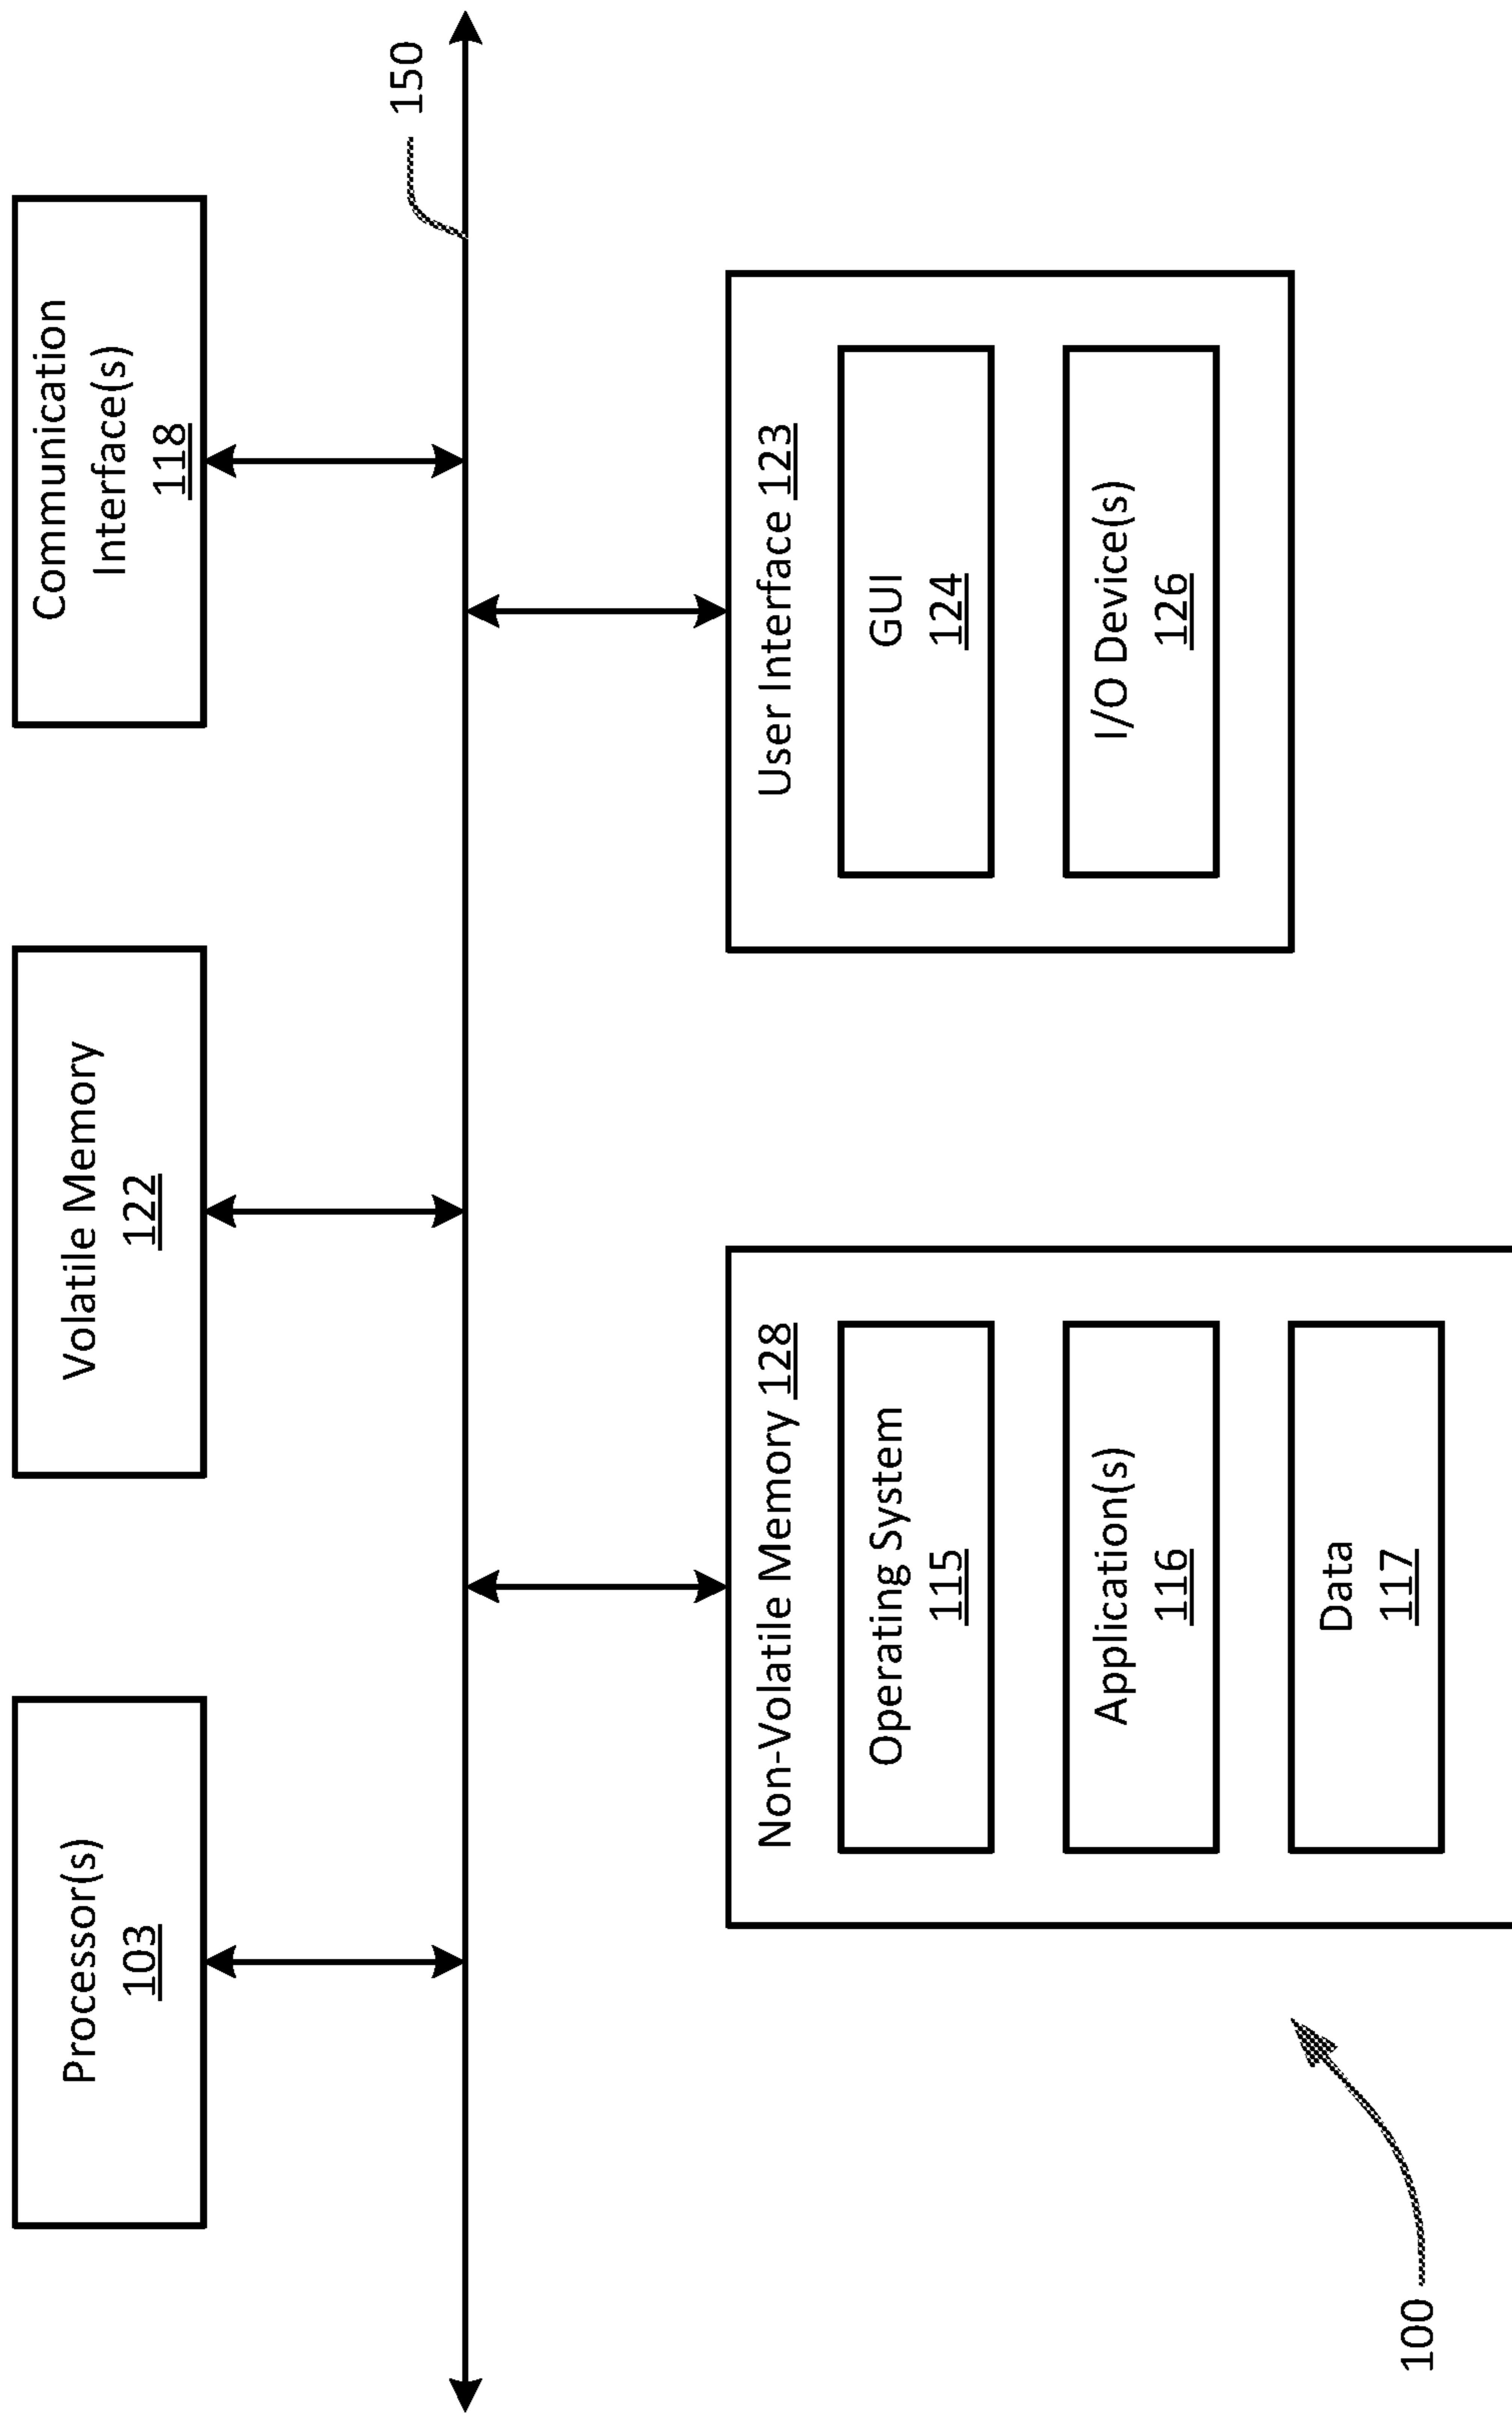 Processor(s)
103
Volatile Memory
122
Communication
Interface(s)
118
150
Non-Volatile Memory 128
Operating System
115
Application(s)
116
Data
117
User Interface 123
GUI
124
I/O Device(s)
126
100